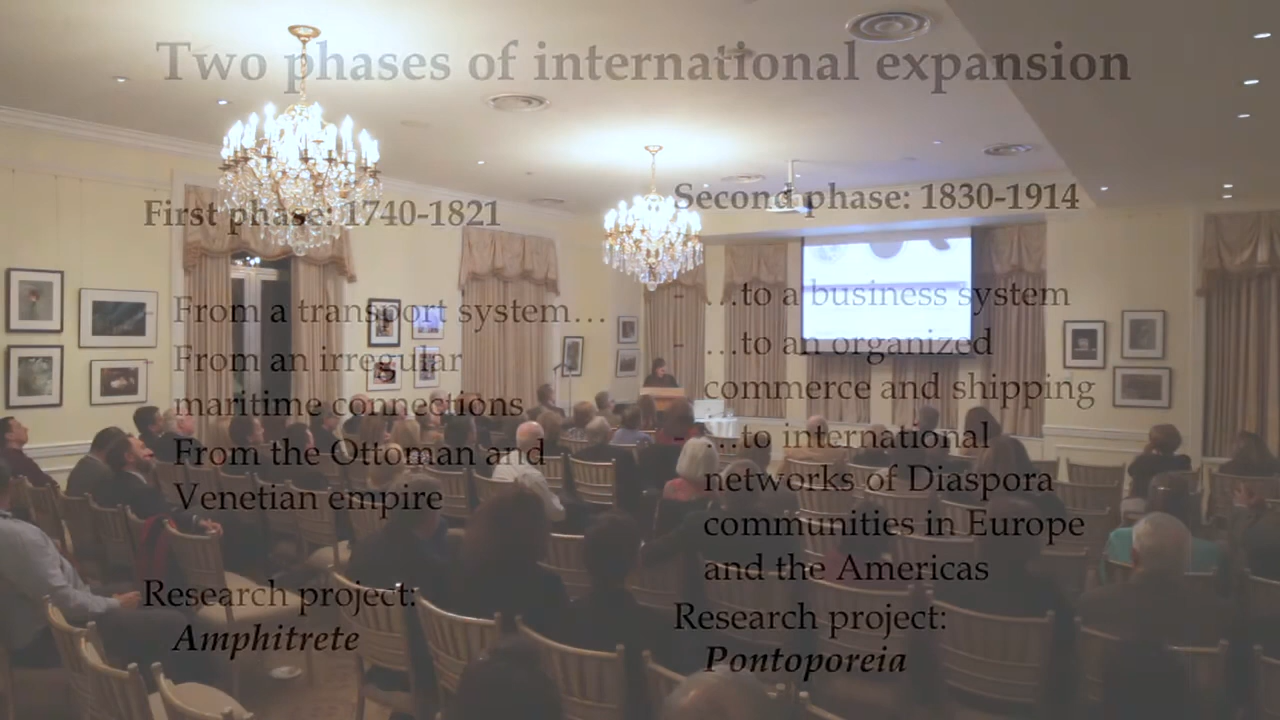 Two phases of international expansion
First phase: 1740-1821
- From a transport system…
- From an irregular
maritime connections
- From the Ottoman and
Venetian empire
Research project:
Amphitrete
Second phase: 1830-1914
- …to a business system
- …to an organized
commerce and shipping
- …to international
networks of Diaspora
communities in Europe
and the Americas
Research project:
Pontoporeia